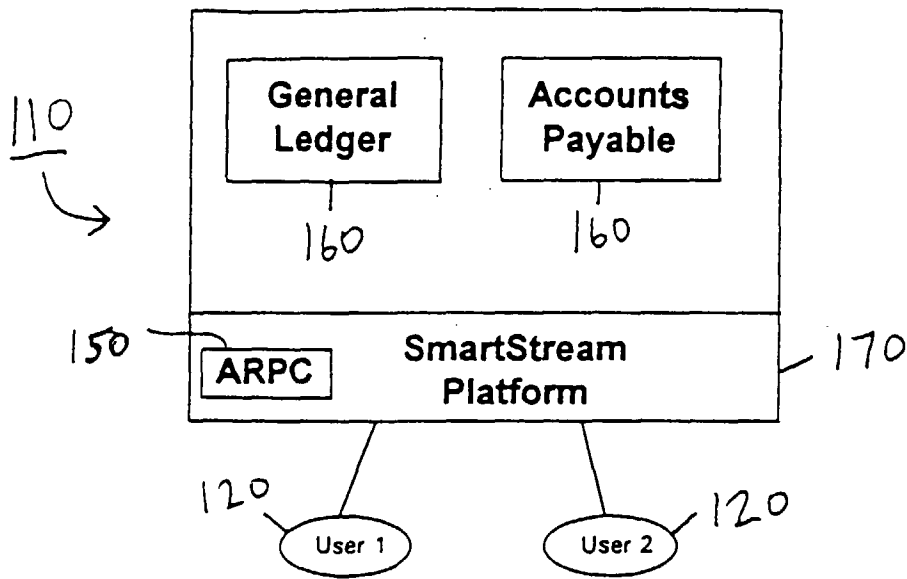 General
Ledger
Accounts
Payable
110
160
160
150
ARPC
SmartStream
Platform
170
120
User 1
User 2
120